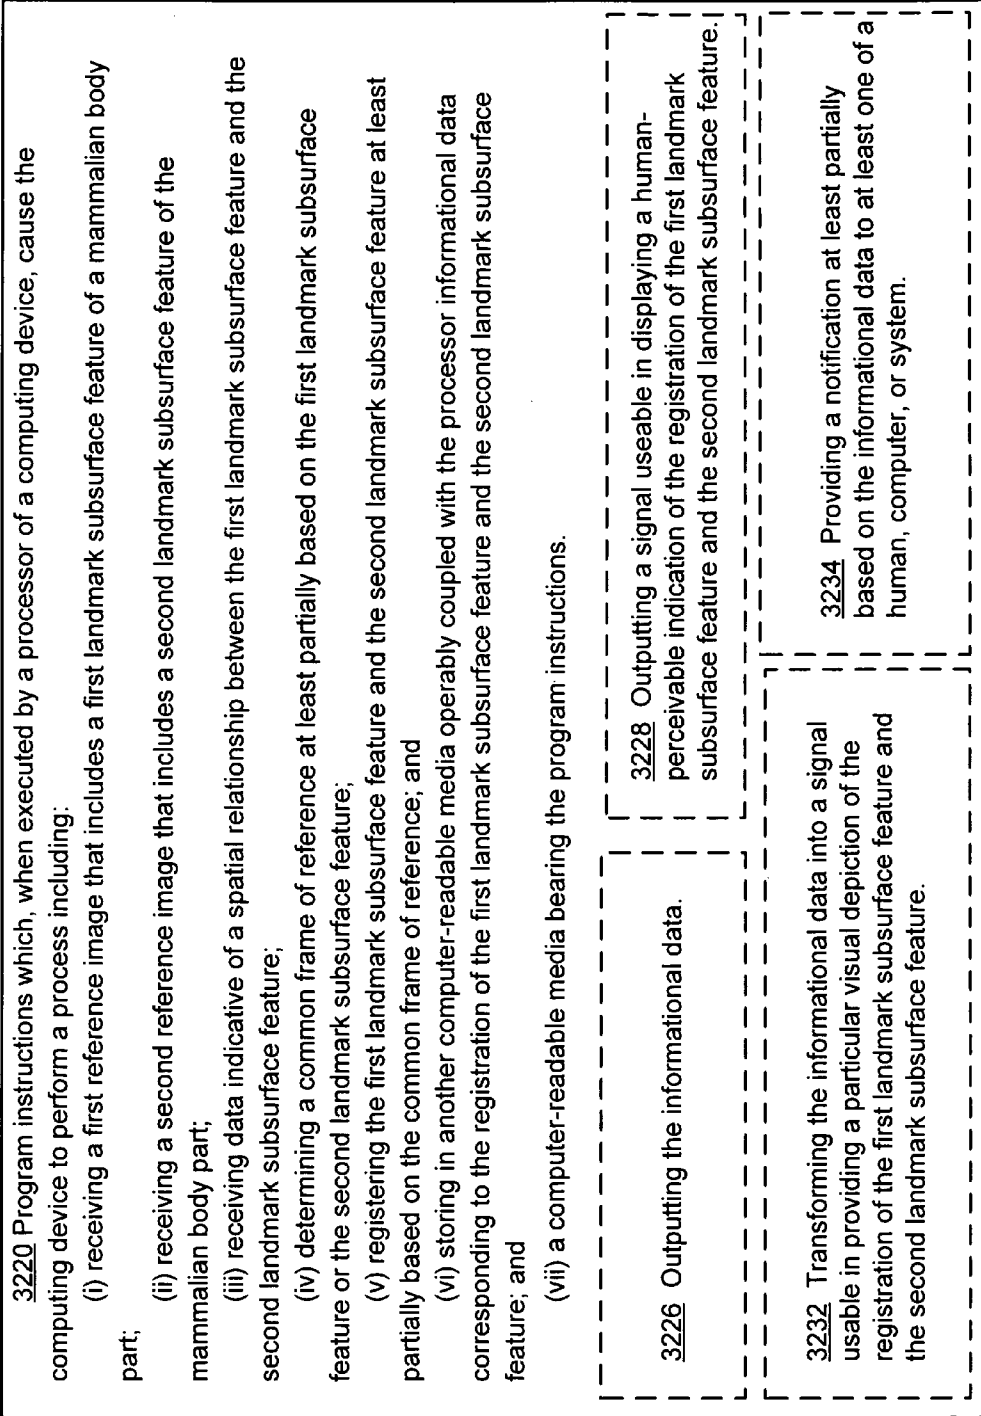 3220 Program instructions which, when executed by a processor of a computing device, cause the
computing device to perform a process including:
(i) receiving a first reference image that includes a first landmark subsurface feature of a mammalian body
part;
(ii) receiving a second reference image that includes a second landmark subsurface feature of the
mammalian body part;
(iii) receiving data indicative of a spatial relationship between the first landmark subsurface feature and the
second landmark subsurface feature;
(iv) determining a common frame of reference at least partially based on the first landmark subsurface
feature or the second landmark subsurface feature;
(v) registering the first landmark subsurface feature and the second landmark subsurface feature at least
partially based on the common frame of reference; and
(vi) storing in another computer-readable media operably coupled with the processor informational data
corresponding to the registration of the first landmark subsurface feature and the second landmark subsurface
feature; and
(vii) a computer-readable media bearing the program instructions.
3226 Outputting the informational data.
3228 Outputting a signal useable in displaying a human-
perceivable indication of the registration of the first landmark
subsurface feature and the second landmark subsurface feature.
3232 Transforming the informational data into a signal
usable in providing a particular visual depiction of the
registration of the first landmark subsurface feature and
the second landmark subsurface feature.
3234 Providing a notification at least partially
based on the informational data to at least one of a
human, computer, or system.